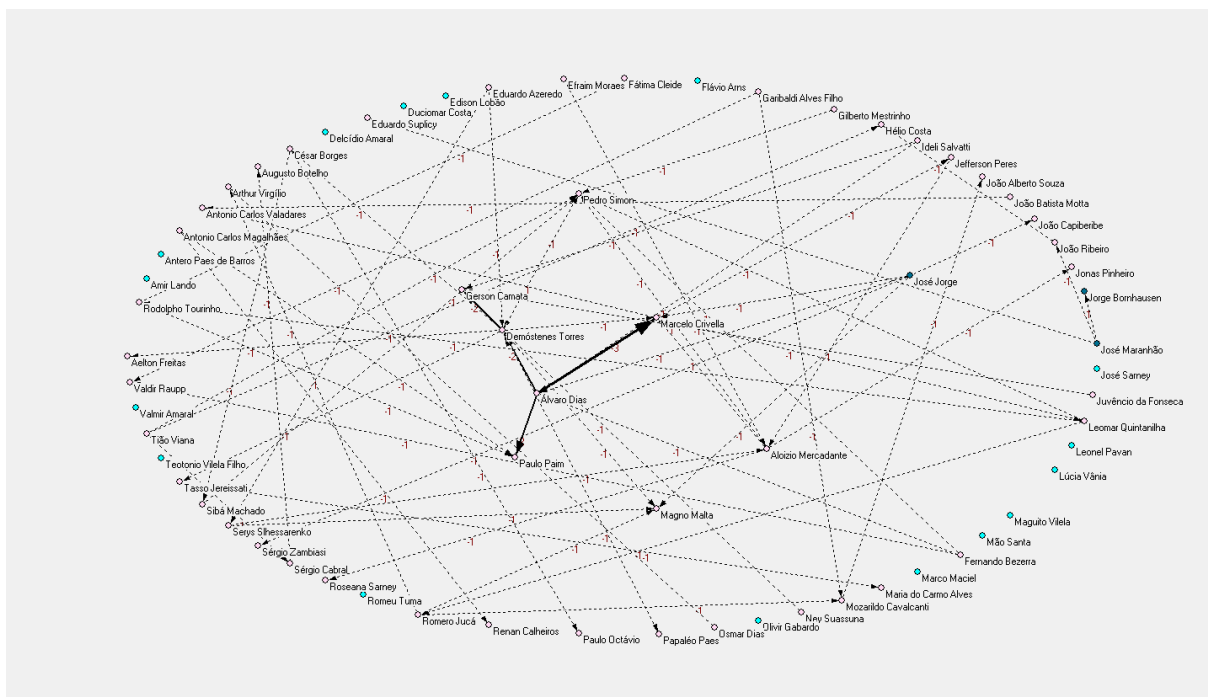 Efraim Moraes
Fátima Cleide
Flávio Arns
Eduardo Azeredo
Edison Lobão
Garibaldi Alves Filho
Duciomar Costa
Eduardo Suplicy
Gilberto Mestrinho
Hélio Costa
Delcídio Amaral
Ideli Salvatti
César Borges
Jefferson Peres
Augusto Botelho
João Alberto Souza
Arthur Virgílio
Pedro Simon
João Batista Motta
Antonio Carlos Valadares
João Capiberibe
Antonio Carlos Magalhães
João Ribeiro
Antero Paes de Barros
Jonas Pinheiro
Amir Lando
José Jorge
Gerson Camata
Jorge Bornhausen
Rodolpho Tourinho
Marcelo Crivella
Demóstenes Torres
José Maranhão
Aelton Freitas
José Sarney
Valdir Raupp
Álvaro Dias
Juvêncio da Fonseca
Valmir Amaral
Leomar Quintanilha
Tião Viana
Leonel Pavan
Aloizio Mercadante
Paulo Paim
Teotonio Vilela Filho
Lúcia Vânia
Tasso Jereissati
Sibá Machado
Magno Malta
Maguito Vilela
Serys Slhessarenko
Mão Santa
Sérgio Zambiasi
Fernando Bezerra
Sérgio Cabral
Marco Maciel
Roseana Sarney
Maria do Carmo Alves
Romeu Tuma
Mozarildo Cavalcanti
Romero Jucá
Ney Suassuna
Olivir Gabardo
Renan Calheiros
Osmar Dias
Paulo Octávio
Papaléo Paes